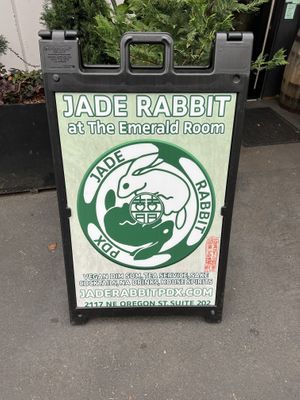 JADE RABBIT
at The Emerald Room
JADE RABBIT
PDX
VEGAN DIM SUM, TEA SERVICE, SAKE
COCKTAILS, NA DRINKS, HOUSE SPIRITS
JADERABBITPDX.COM
2117 NE OREGON ST. SUITE 202